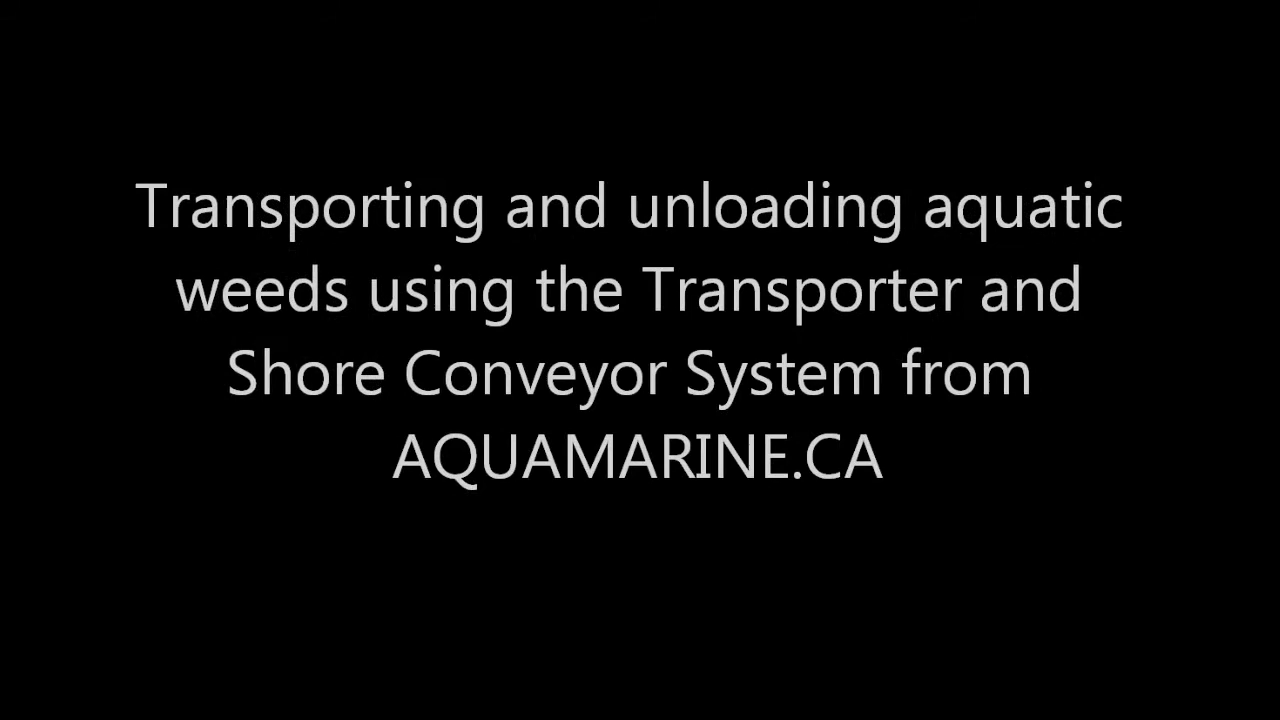 Transporting and unloading aquatic
weeds using the Transporter and
Shore Conveyor System from
AQUAMARINE.CA